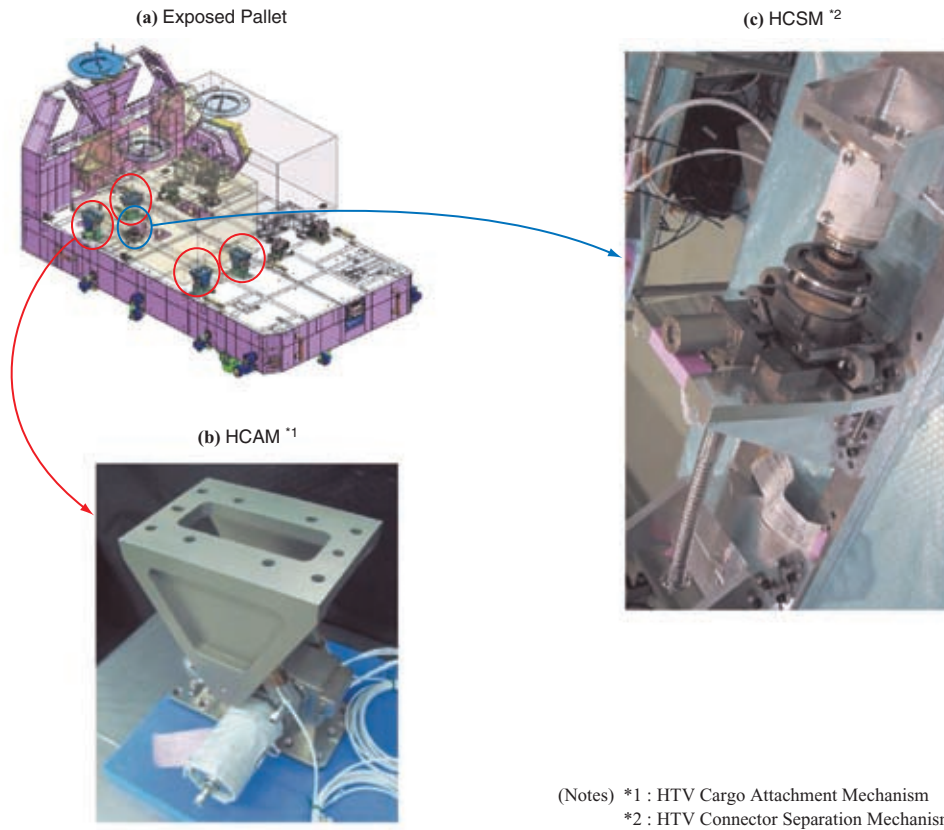 (a) Exposed Pallet
(c) HCSM *2
(b) HCAM *1
(Notes) *1 : HTV Cargo Attachment Mechanism
*2 : HTV Connector Separation Mechanism